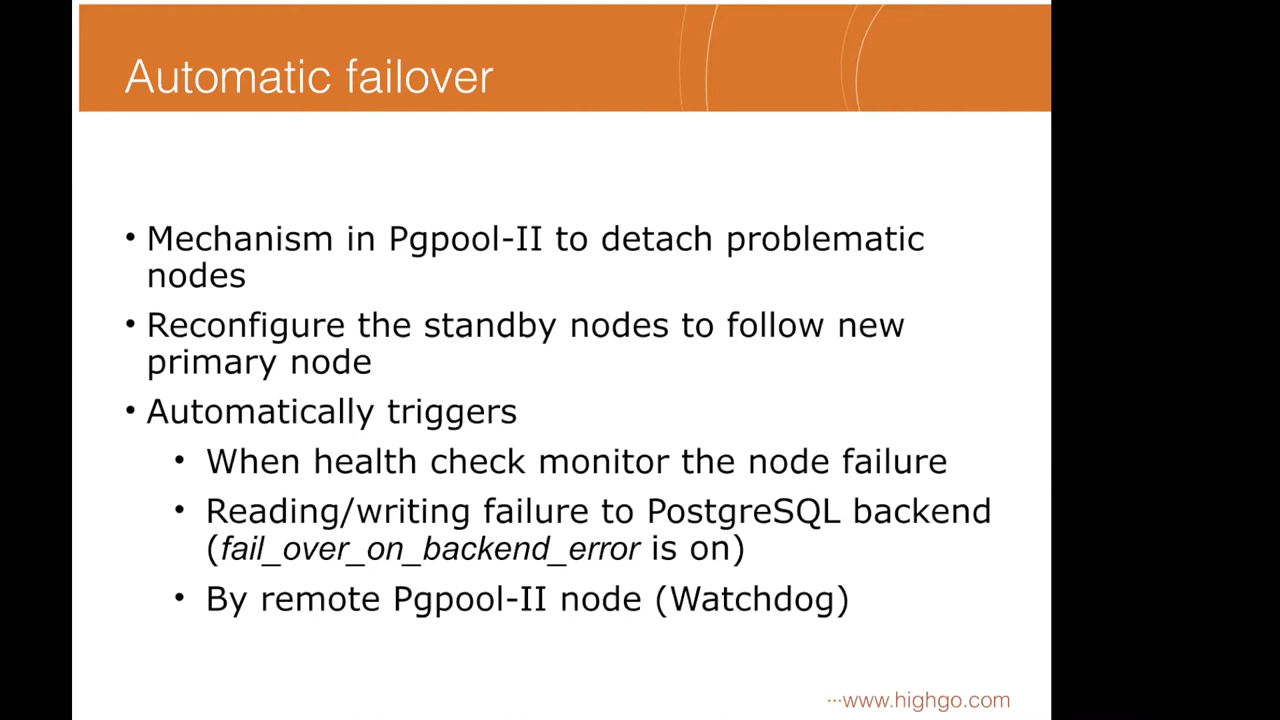 Automatic failover
• Mechanism in Pgpool-II to detach problematic
nodes
• Reconfigure the standby nodes to follow new
primary node
• Automatically triggers
• When health check monitor the node failure
• Reading/writing failure to PostgreSQL backend
(fail_over_on_backend_error is on)
• By remote Pgpool-II node (Watchdog)
···www.highgo.com